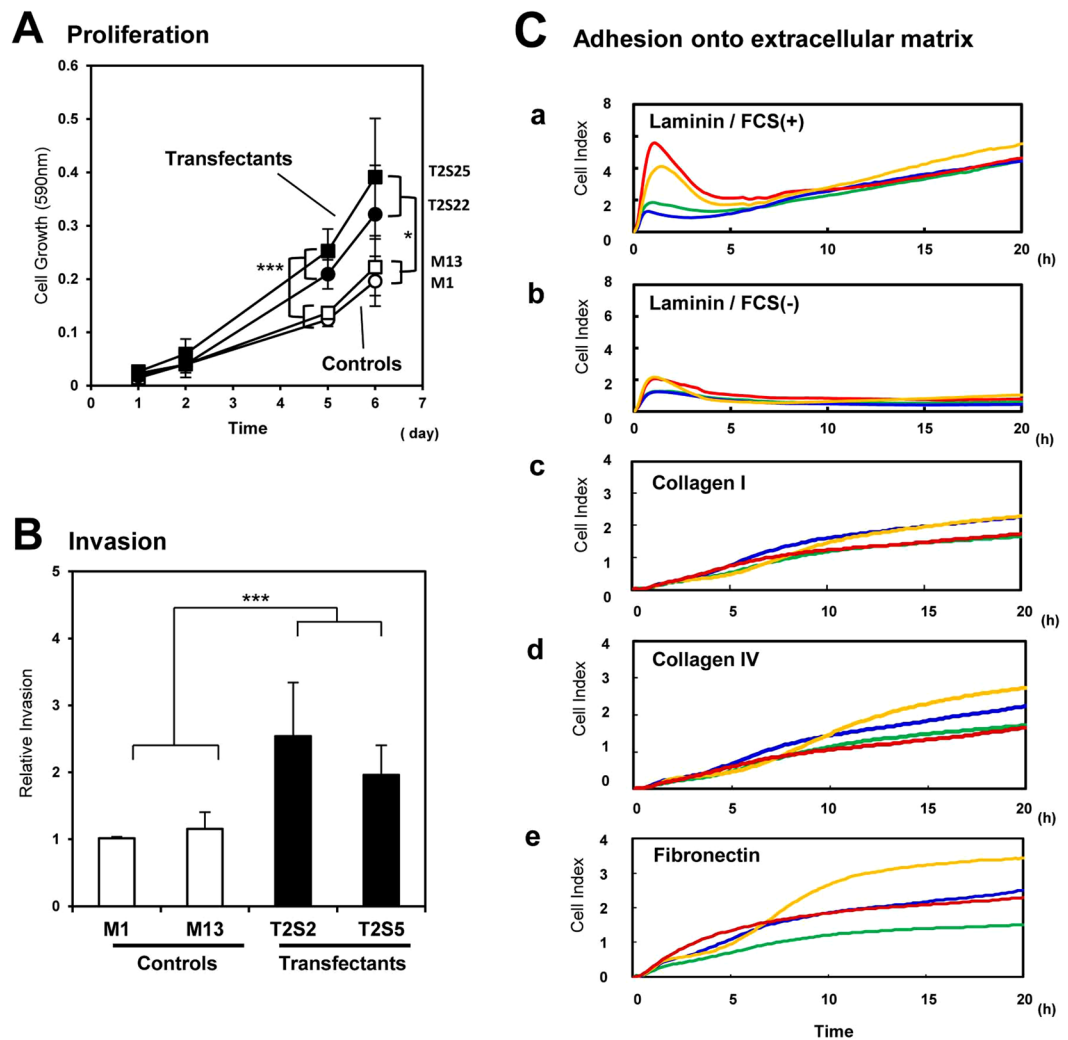 A Proliferation
0.6
0.5
0.4
0.3
0.2
0.1
0
Cell Growth (590nm)
Transfectants
T2S25
T2S22
M13
M1
***
*
Controls
0 1 2 3 4 5 6 7
Time
( day)
B Invasion
5
4
3
2
1
0
Relative Invasion
***
M1 M13 T2S2 T2S5
Controls Transfectants
C Adhesion onto extracellular matrix
a
Laminin / FCS(+)
Cell Index
8
6
4
2
0
0 5 10 15 20
(h)
b
Laminin / FCS(-)
Cell Index
8
6
4
2
0
0 5 10 15 20
(h)
c
Collagen I
Cell Index
4
3
2
1
0
0 5 10 15 20 (h)
d
Collagen IV
Cell Index
4
3
2
1
0
0 5 10 15 20 (h)
e
Fibronectin
Cell Index
4
3
2
1
0
0 5 10 15 20 (h)
Time